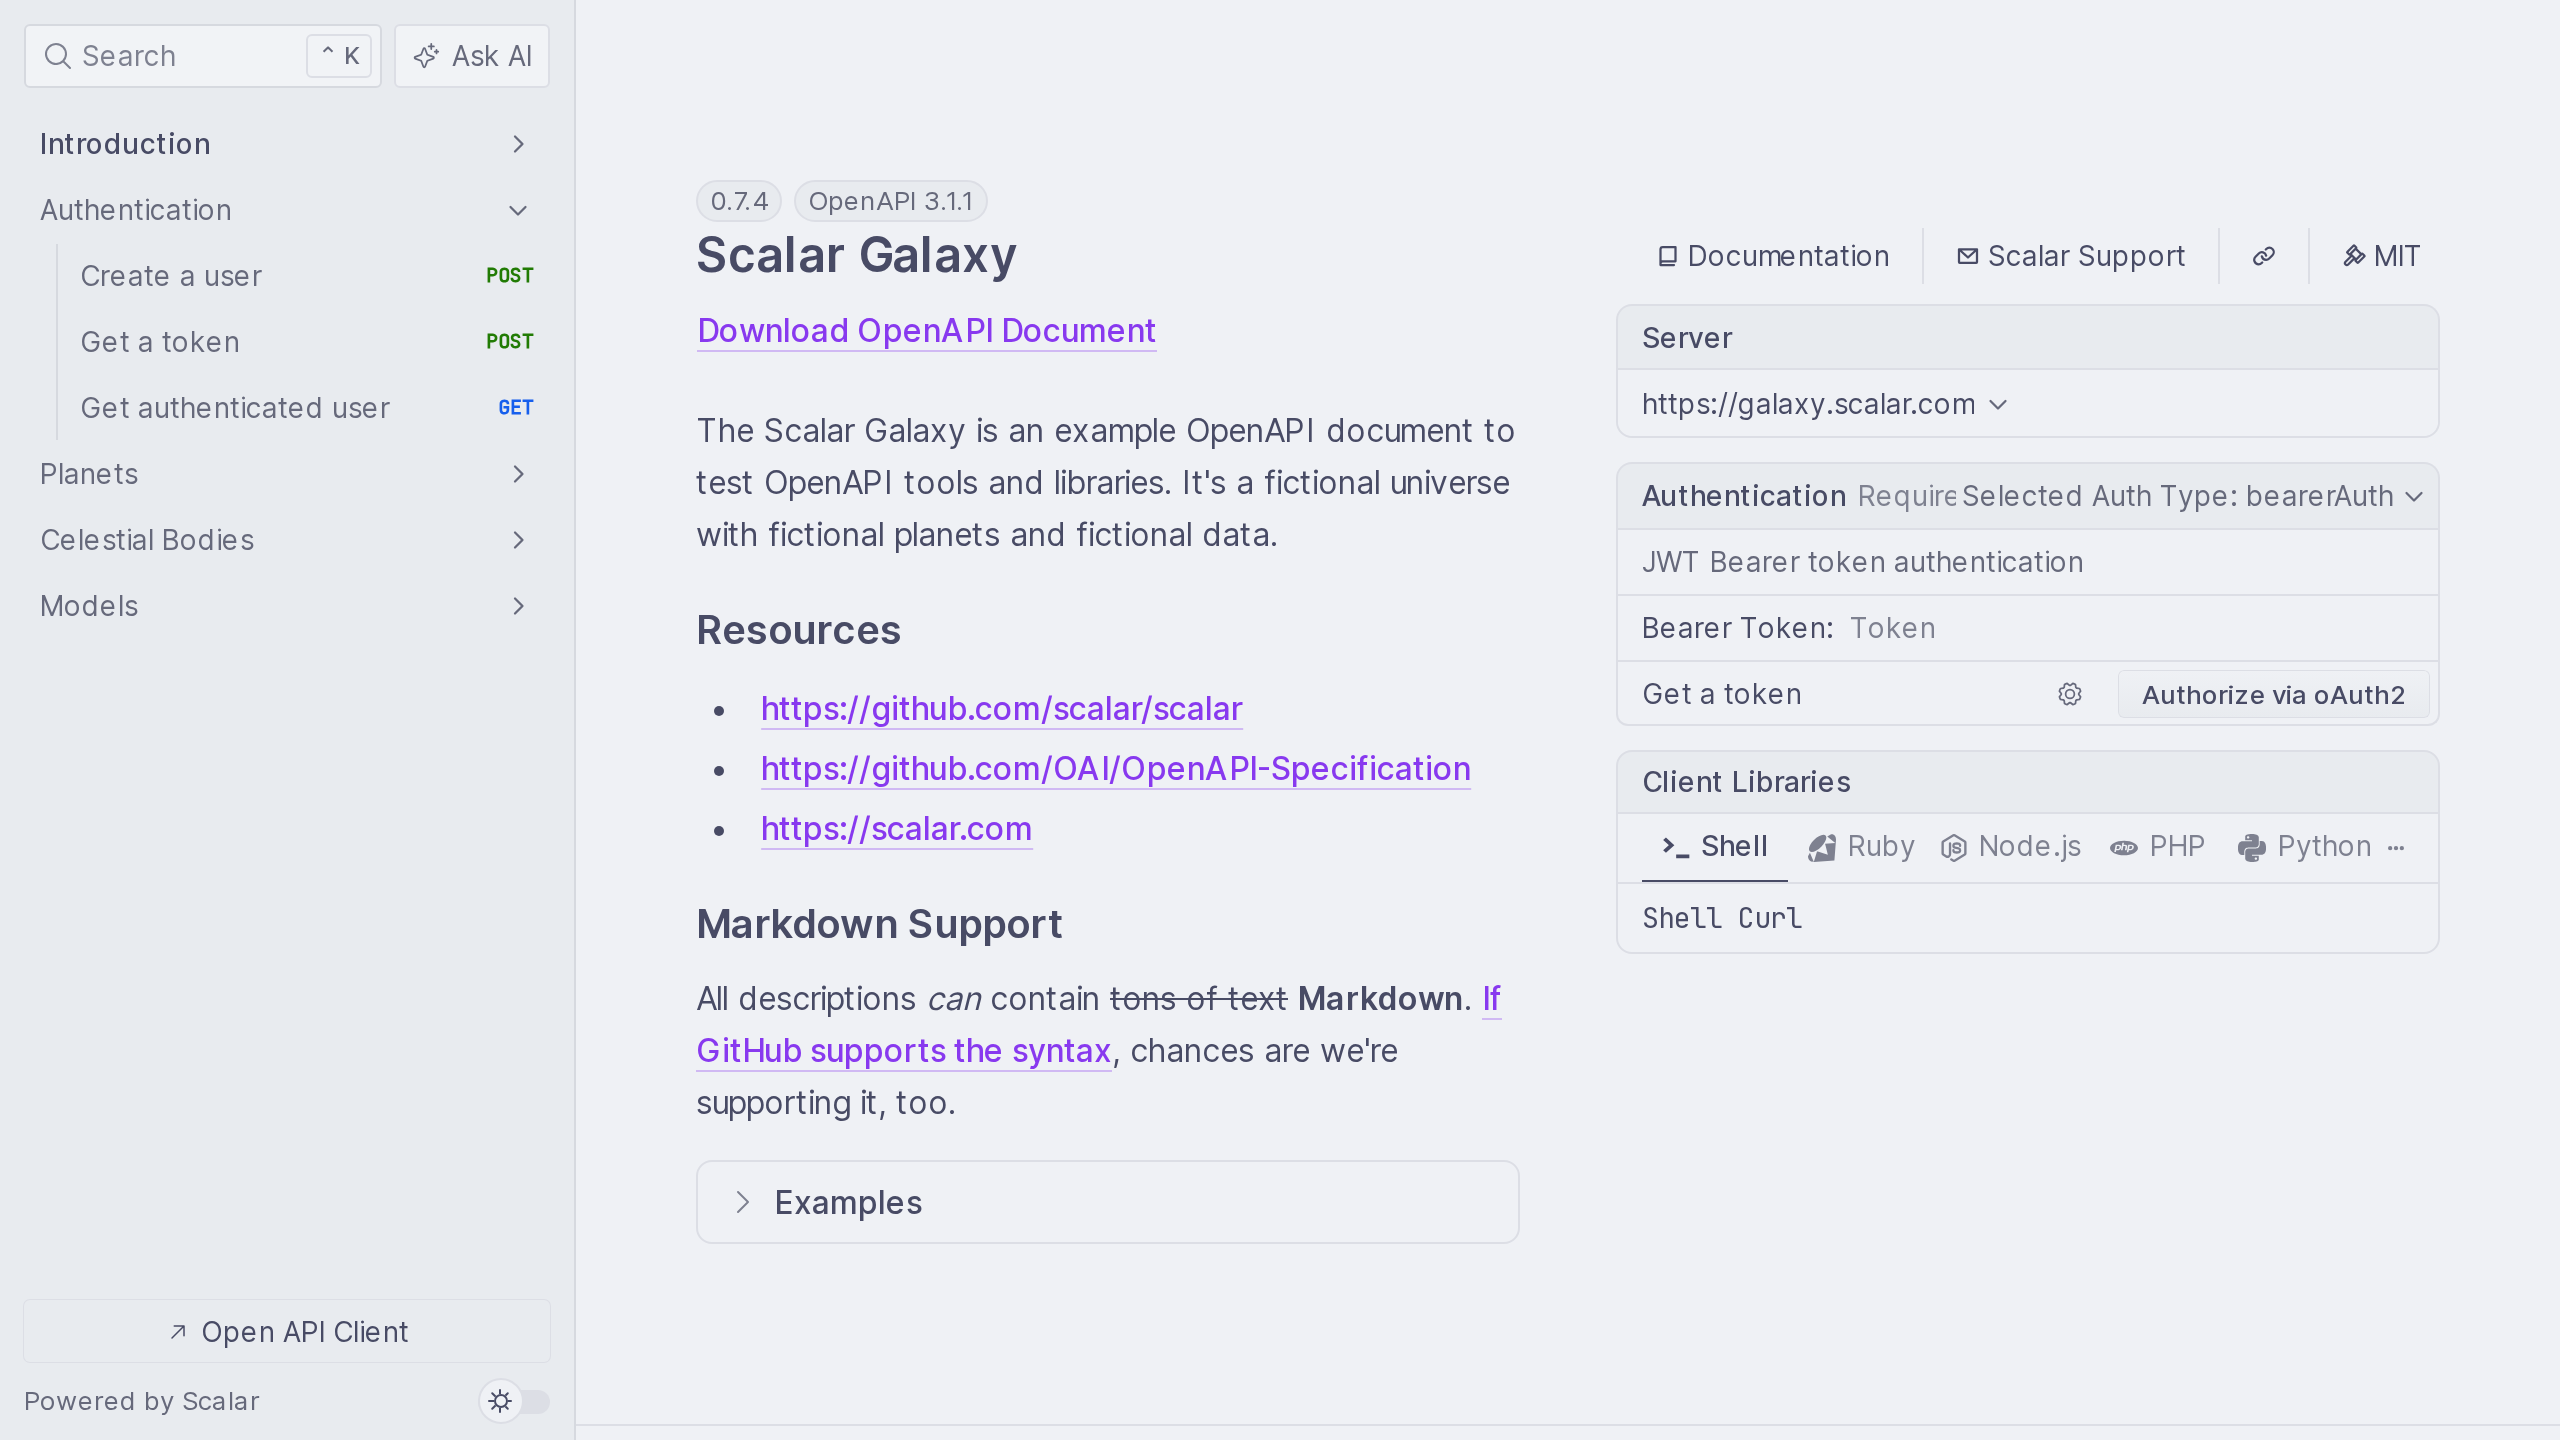 Search
⌃ K
Ask AI
Introduction
Authentication
Create a user POST
Get a token POST
Get authenticated user GET
Planets
Celestial Bodies
Models
Open API Client
Powered by Scalar
0.7.4
OpenAPI 3.1.1
Scalar Galaxy
Download OpenAPI Document
The Scalar Galaxy is an example OpenAPI document to
test OpenAPI tools and libraries. It's a fictional universe
with fictional planets and fictional data.
Resources
• https://github.com/scalar/scalar
• https://github.com/OAI/OpenAPI-Specification
• https://scalar.com
Markdown Support
All descriptions can contain tons of text Markdown. If
GitHub supports the syntax, chances are we're
supporting it, too.
Examples
Documentation
Scalar Support
MIT
Server
https://galaxy.scalar.com
Authentication Require Selected Auth Type: bearerAuth
JWT Bearer token authentication
Bearer Token: Token
Get a token
Authorize via oAuth2
Client Libraries
Shell
Ruby
JS Node.js
php PHP
Python
Shell Curl